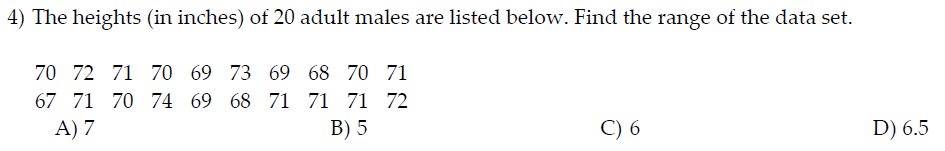 4) The heights (in inches) of 20 adult males are listed below. Find the range of the data set.
70 72 71 70 69 73 69 68 70 71
67 71 70 74 69 68 71 71 71 72
A) 7 B) 5 C) 6 D) 6.5